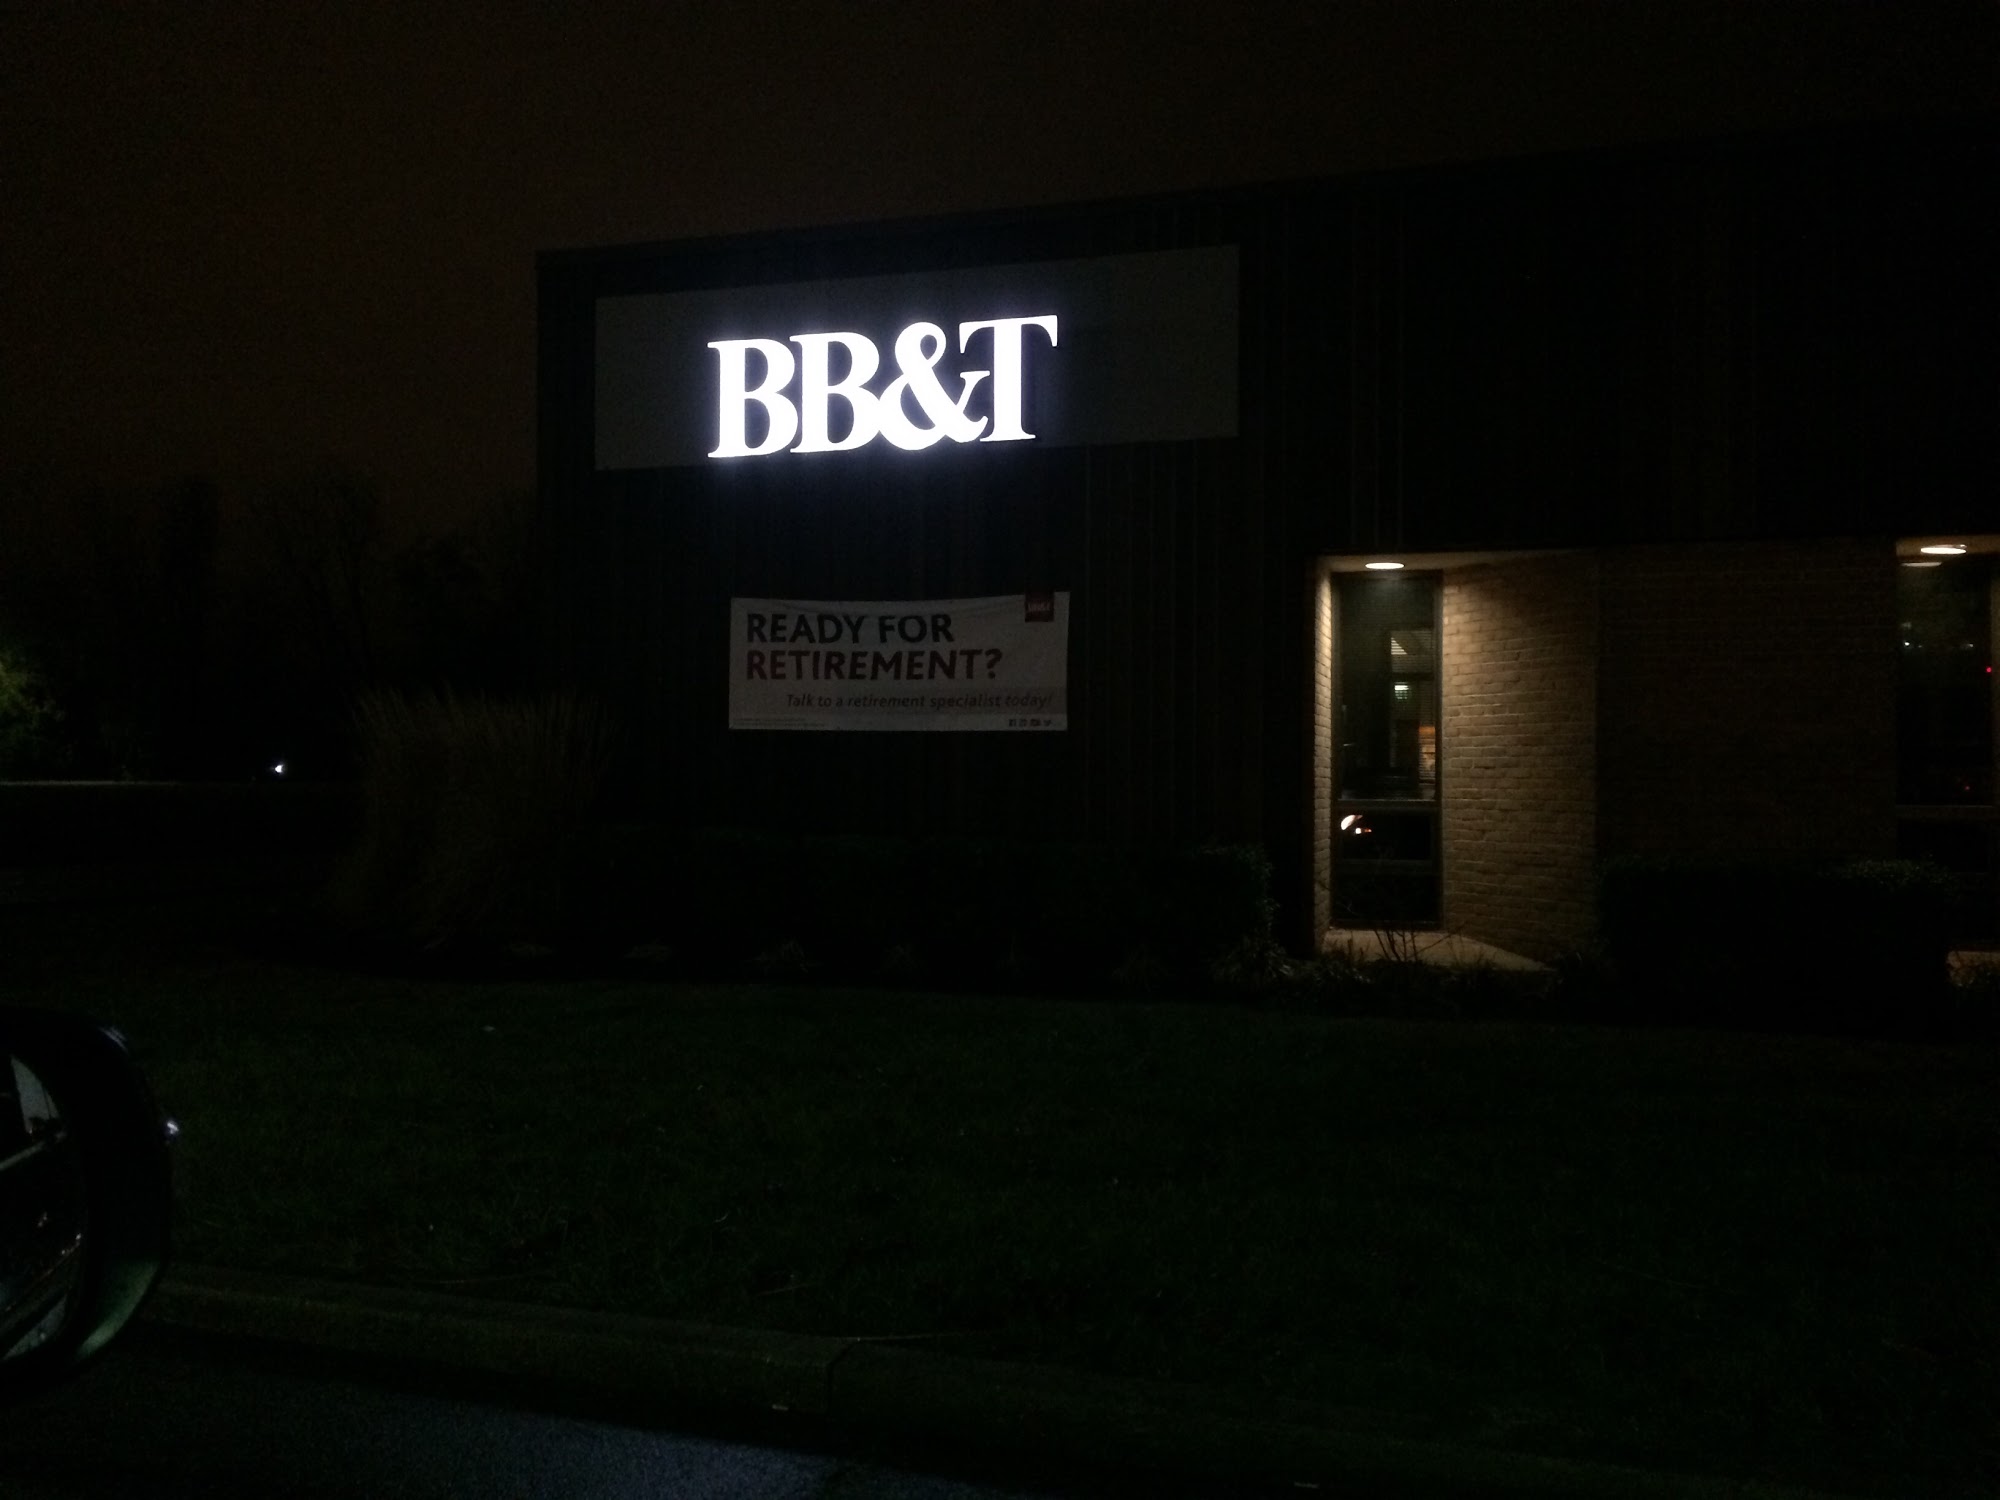 BB&T
READY FOR
RETIREMENT?
Talk to a retirement specialist today!